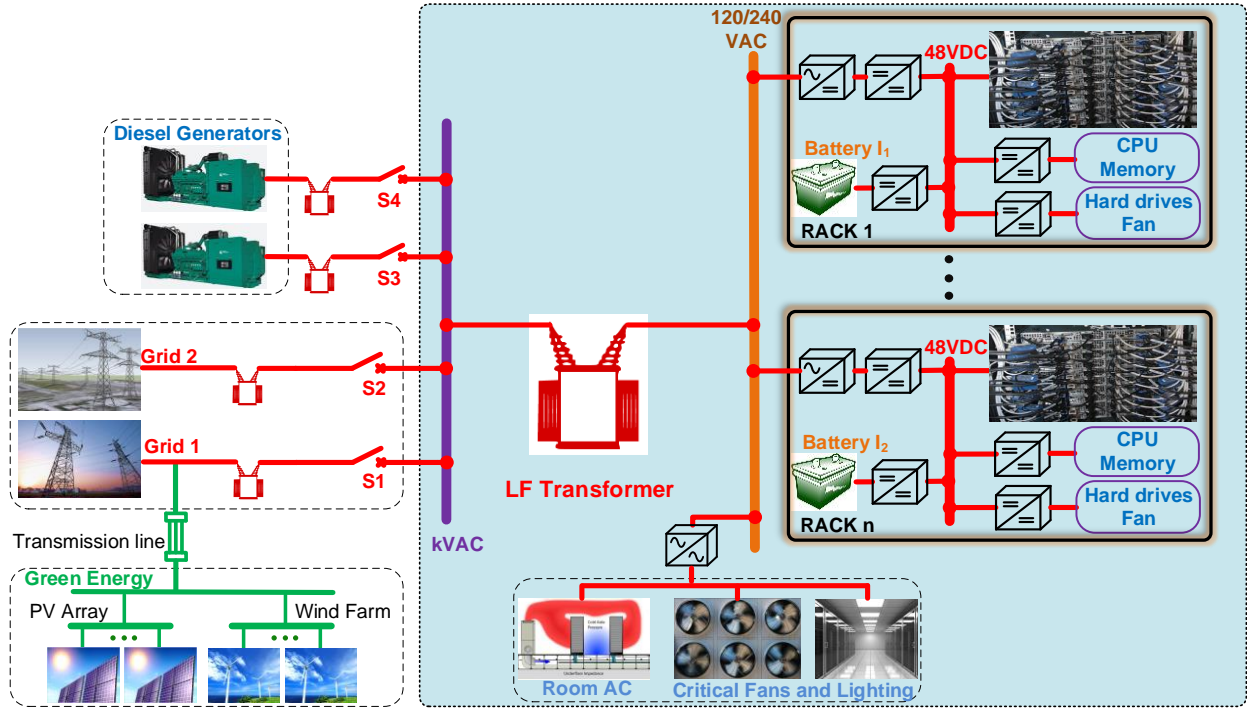 120/240
VAC
48VDC
Diesel Generators
S4
S3
Battery I₁
CPU
Memory
Hard drives
Fan
RACK 1
Grid 2
S2
Grid 1
S1
LF Transformer
kVAC
48VDC
Battery I₂
CPU
Memory
Hard drives
Fan
RACK n
Transmission line
Green Energy
PV Array
Wind Farm
Room AC
Critical Fans and Lighting